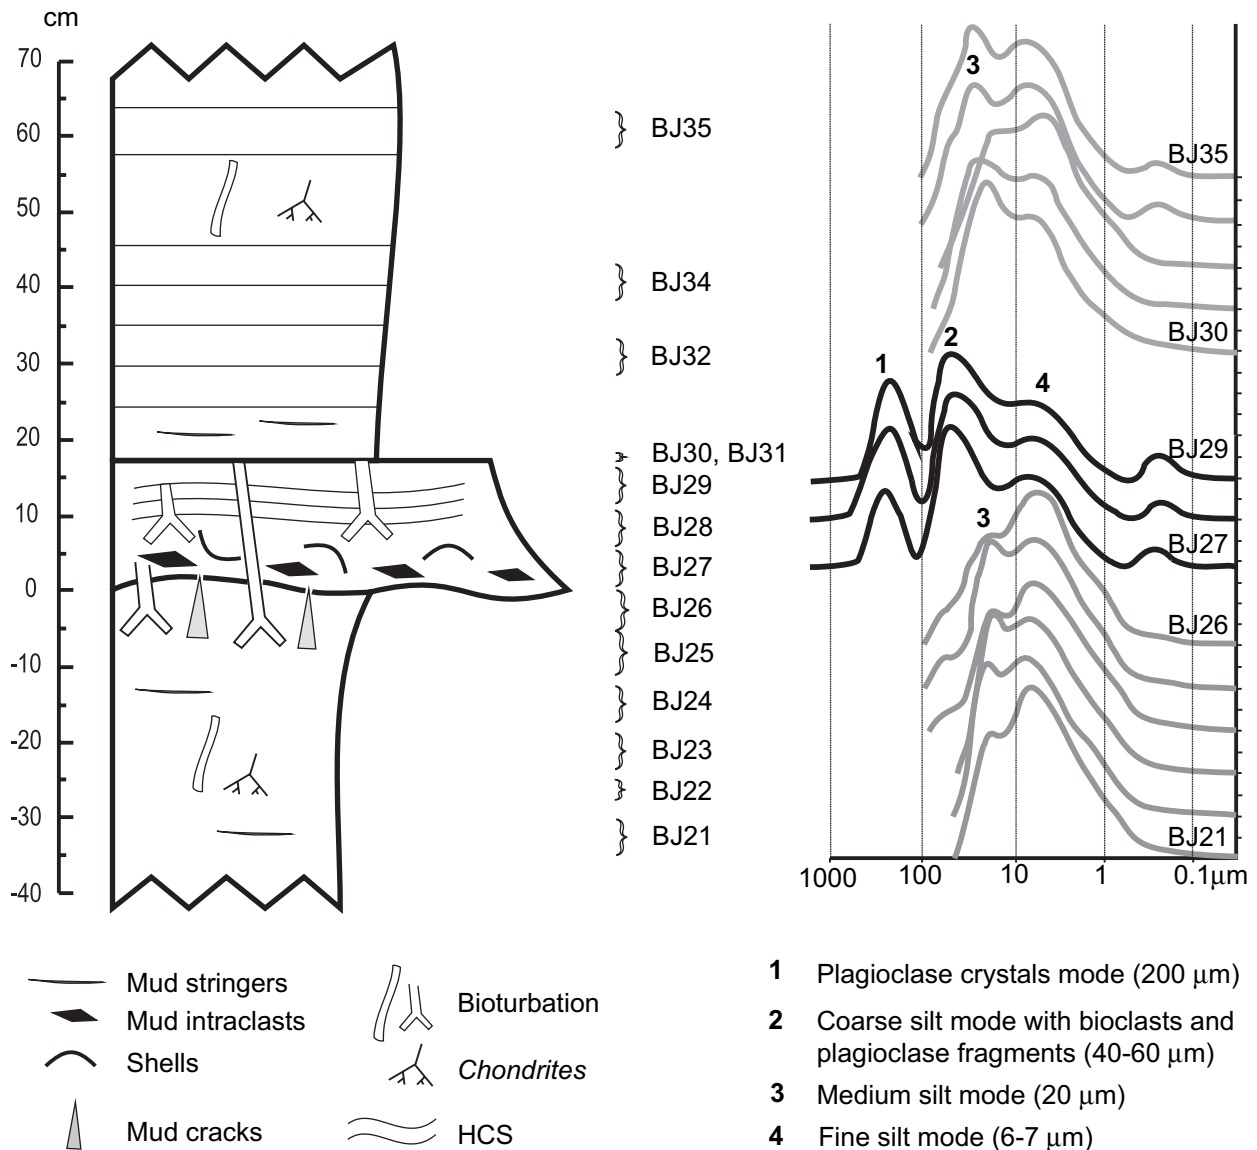 cm
70
60
50
40
30
20
10
0
-10
-20
-30
-40
BJ35
BJ34
BJ32
BJ30, BJ31
BJ29
BJ28
BJ27
BJ26
BJ25
BJ24
BJ23
BJ22
BJ21
3
BJ35
BJ30
2
1
4
BJ29
3
BJ27
BJ26
BJ21
1000 100 10 1 0.1μm
Mud stringers
Mud intraclasts
Shells
Mud cracks
Bioturbation
Chondrites
HCS
1 Plagioclase crystals mode (200 μm)
2 Coarse silt mode with bioclasts and
plagioclase fragments (40-60 μm)
3 Medium silt mode (20 μm)
4 Fine silt mode (6-7 μm)